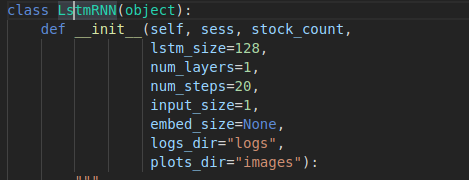 class LstmRNN(object):
def __init__(self, sess, stock_count,
lstm_size=128,
num_layers=1,
num_steps=20,
input_size=1,
embed_size=None,
logs_dir="logs",
plots_dir="images"):
"""